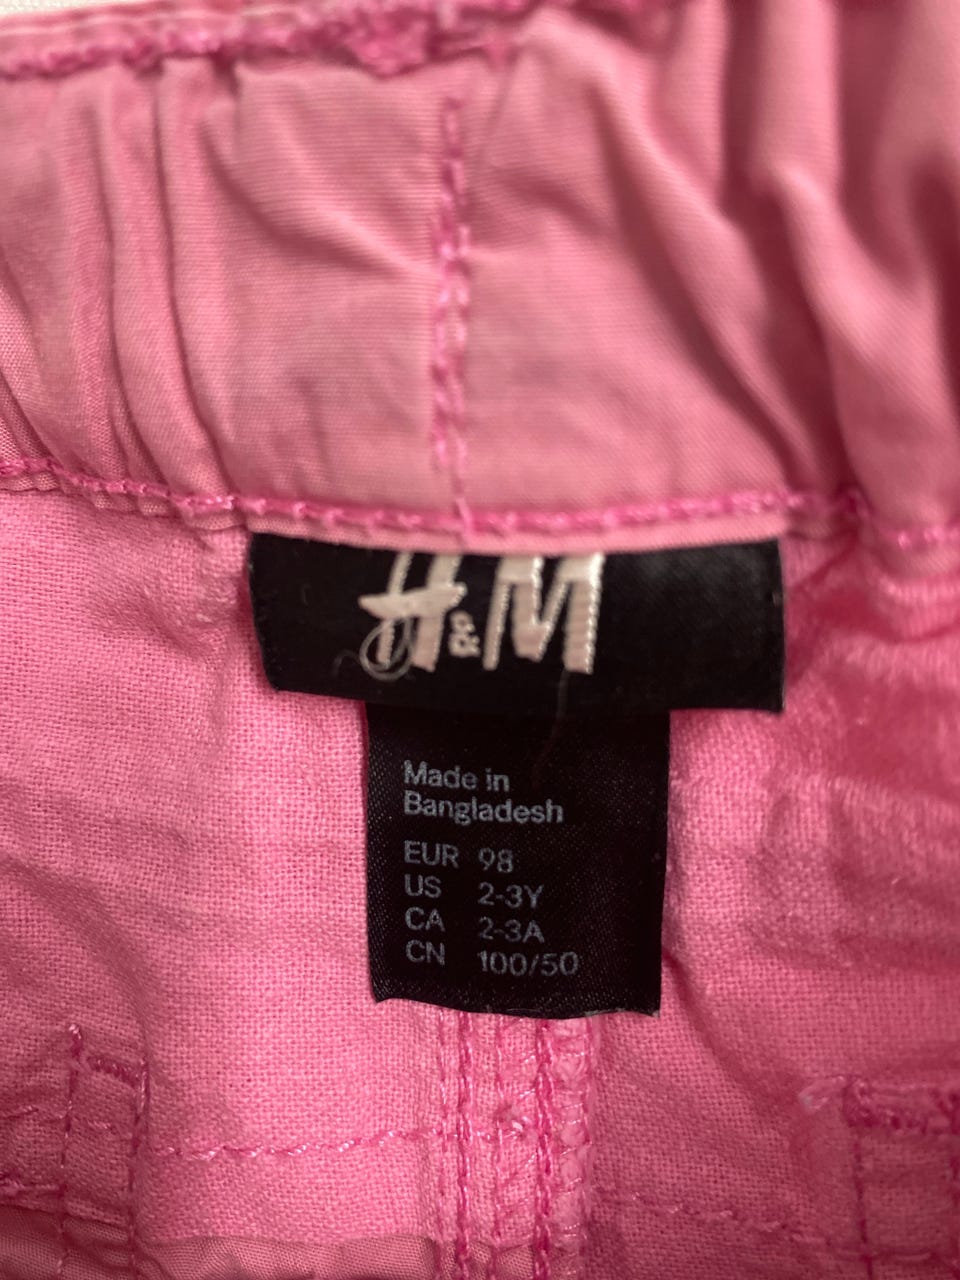 H&M
Made in
Bangladesh
EUR 98
US 2-3Y
CA 2-3A
CN 100/50